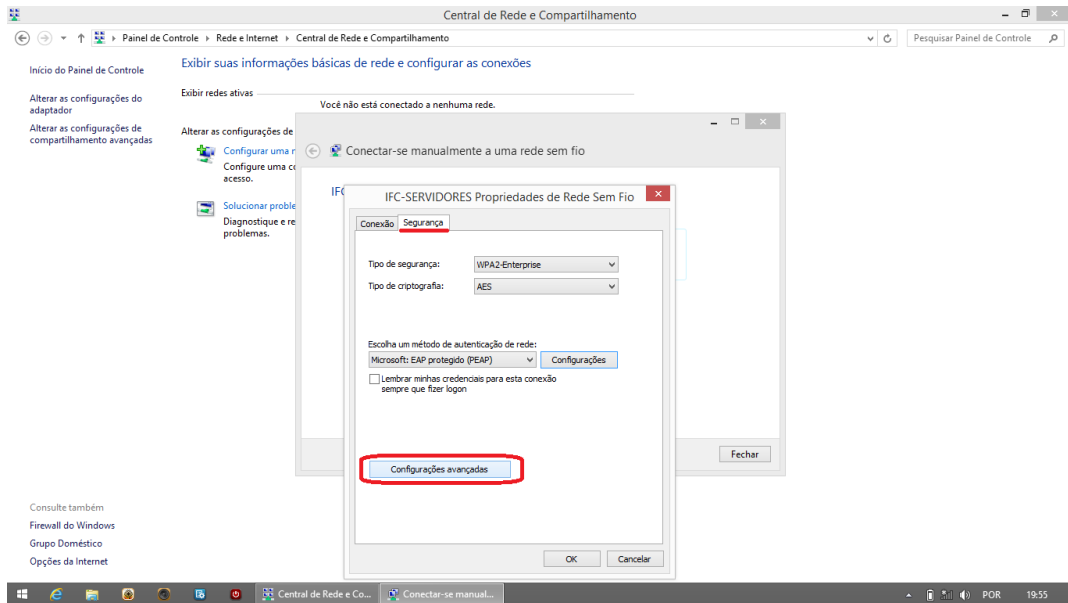 Central de Rede e Compartilhamento
Painel de Controle
Rede e Internet
Central de Rede e Compartilhamento
Pesquisar Painel de Controle
Início do Painel de Controle
Alterar as configurações do
adaptador
Alterar as configurações de
compartilhamento avançadas
Exibir suas informações básicas de rede e configurar as conexões
Exibir redes ativas
Você não está conectado a nenhuma rede.
Alterar as configurações de
Configurar uma r
Configure uma co
acesso.
Solucionar proble
Diagnostique e re
problemas.
Conectar-se manualmente a uma rede sem fio
IFC
IFC-SERVIDORES Propriedades de Rede Sem Fio
Conexão
Segurança
Tipo de segurança:
WPA2-Enterprise
Tipo de criptografia:
AES
Escolha um método de autenticação de rede:
Microsoft: EAP protegido (PEAP)
Configurações
Lembrar minhas credenciais para esta conexão
sempre que fizer logon
Configurações avançadas
OK
Cancelar
Fechar
Consulte também
Firewall do Windows
Grupo Doméstico
Opções da Internet
Central de Rede e Co...
Conectar-se manual...
POR
19:55